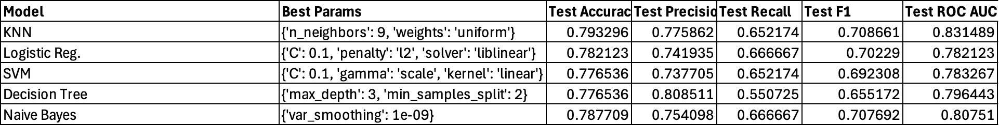 Model Best Params Test Accurac Test Precisio Test Recall Test F1 Test ROC AUC
KNN {'n_neighbors': 9, 'weights': 'uniform'} 0.793296 0.775862 0.652174 0.708661 0.831489
Logistic Reg. {'C': 0.1, 'penalty': 'l2', 'solver': 'liblinear'} 0.782123 0.741935 0.666667 0.70229 0.782123
SVM {'C': 0.1, 'gamma': 'scale', 'kernel': 'linear'} 0.776536 0.737705 0.652174 0.692308 0.783267
Decision Tree {'max_depth': 3, 'min_samples_split': 2} 0.776536 0.808511 0.550725 0.655172 0.796443
Naive Bayes {'var_smoothing': 1e-09} 0.787709 0.754098 0.666667 0.707692 0.80751